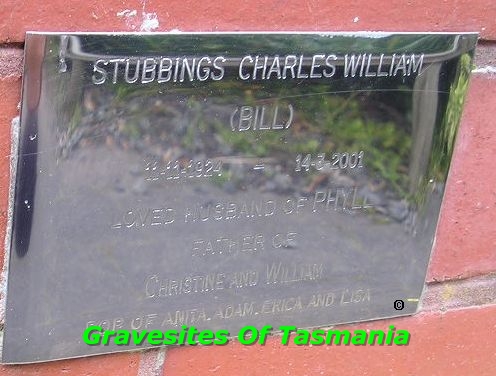 STUBBINGS CHARLES WILLIAM
(BILL)
11-11-1924 – 14-3-2001
LOVED HUSBAND OF PHYLL
FATHER OF
CHRISTINE AND WILLIAM
POP OF ANITA, ADAM, ERICA AND LISA
©
Gravesites Of Tasmania